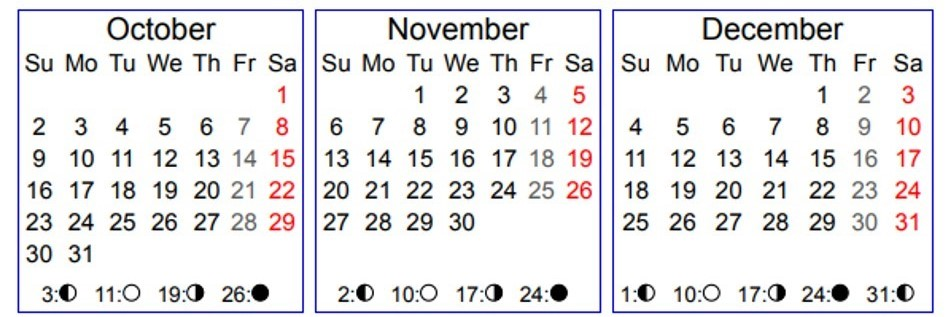 October
Su Mo Tu We Th Fr Sa
1
2 3 4 5 6 7 8
9 10 11 12 13 14 15
16 17 18 19 20 21 22
23 24 25 26 27 28 29
30 31
3:◐ 11:○ 19:◑ 26:●
November
Su Mo Tu We Th Fr Sa
1 2 3 4 5
6 7 8 9 10 11 12
13 14 15 16 17 18 19
20 21 22 23 24 25 26
27 28 29 30
2:◐ 10:○ 17:◑ 24:●
December
Su Mo Tu We Th Fr Sa
1 2 3
4 5 6 7 8 9 10
11 12 13 14 15 16 17
18 19 20 21 22 23 24
25 26 27 28 29 30 31
1:◐ 10:○ 17:◑ 24:● 31:◐